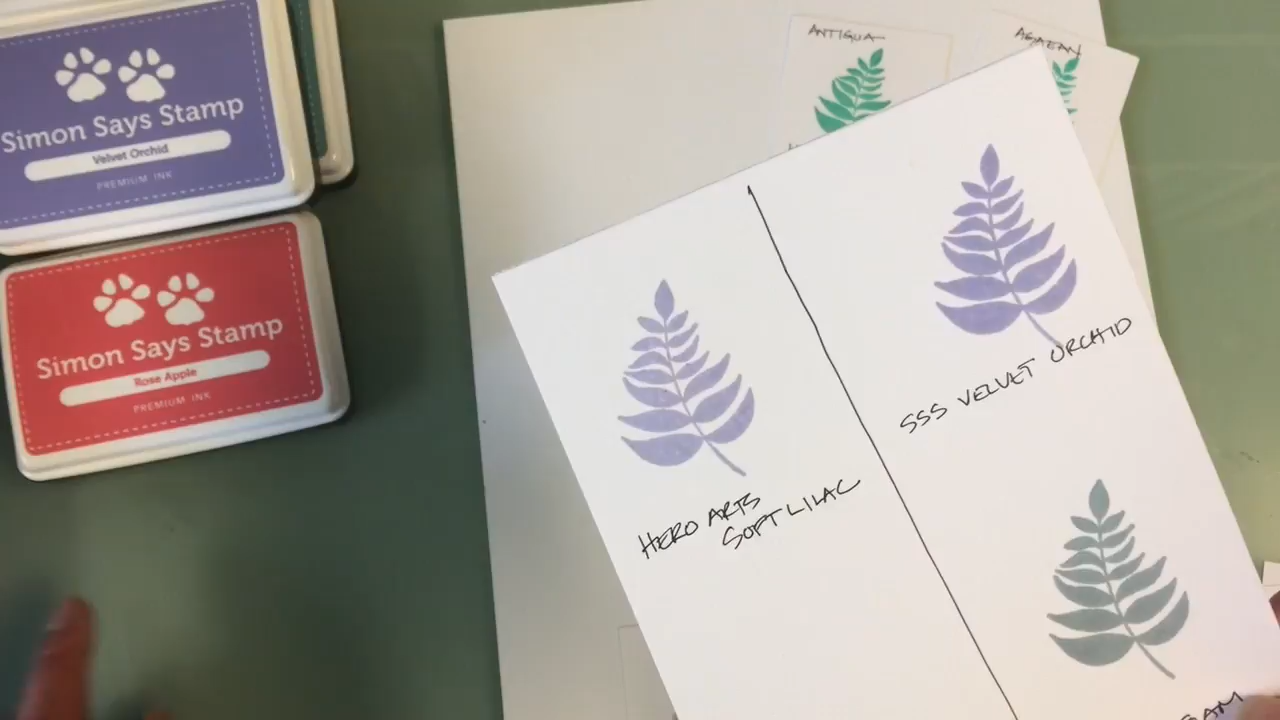 Simon Says Stamp
Velvet Orchid
PREMIUM INK
Simon Says Stamp
Rose Apple
PREMIUM INK
ANTIGUA
AGAEAN
HERO ARTS
SOFT LILAC
SSS VELVET ORCHID